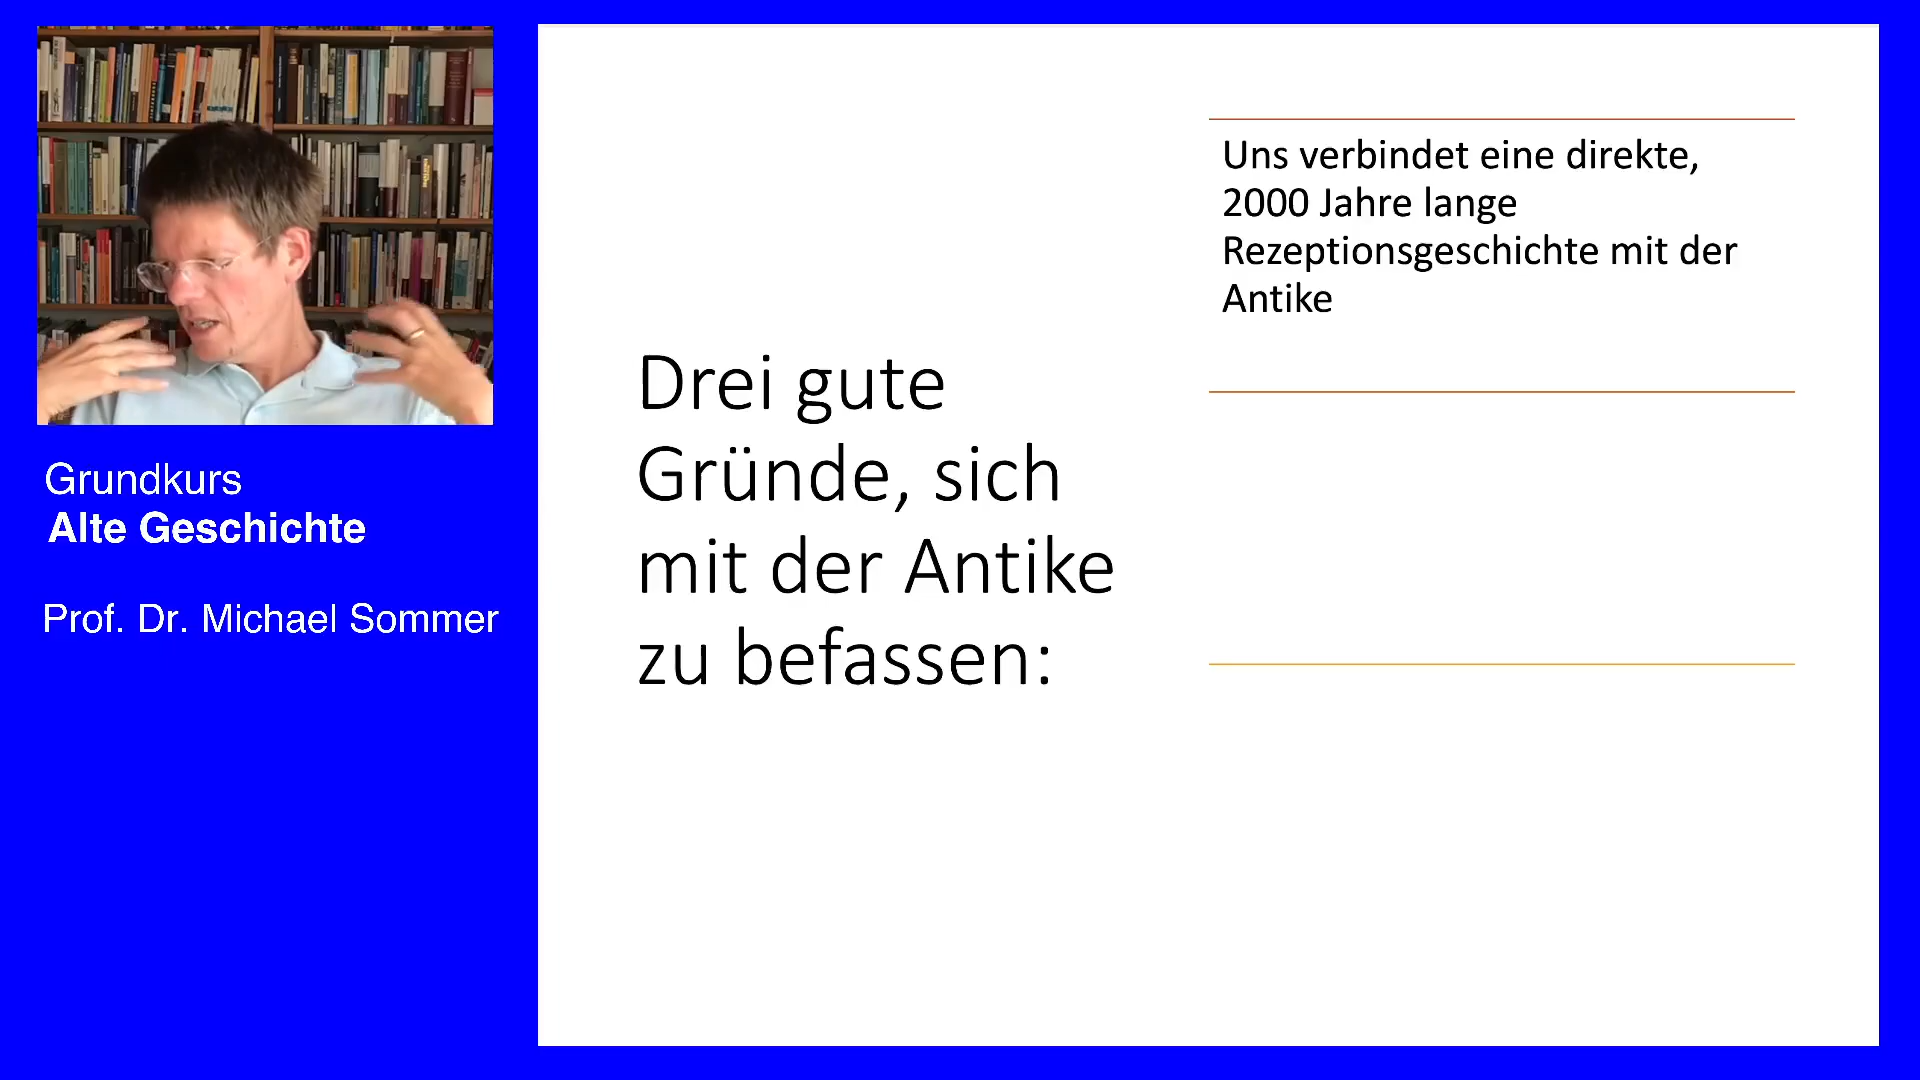 Grundkurs
Alte Geschichte
Prof. Dr. Michael Sommer
Drei gute
Gründe, sich
mit der Antike
zu befassen:
Uns verbindet eine direkte,
2000 Jahre lange
Rezeptionsgeschichte mit der
Antike